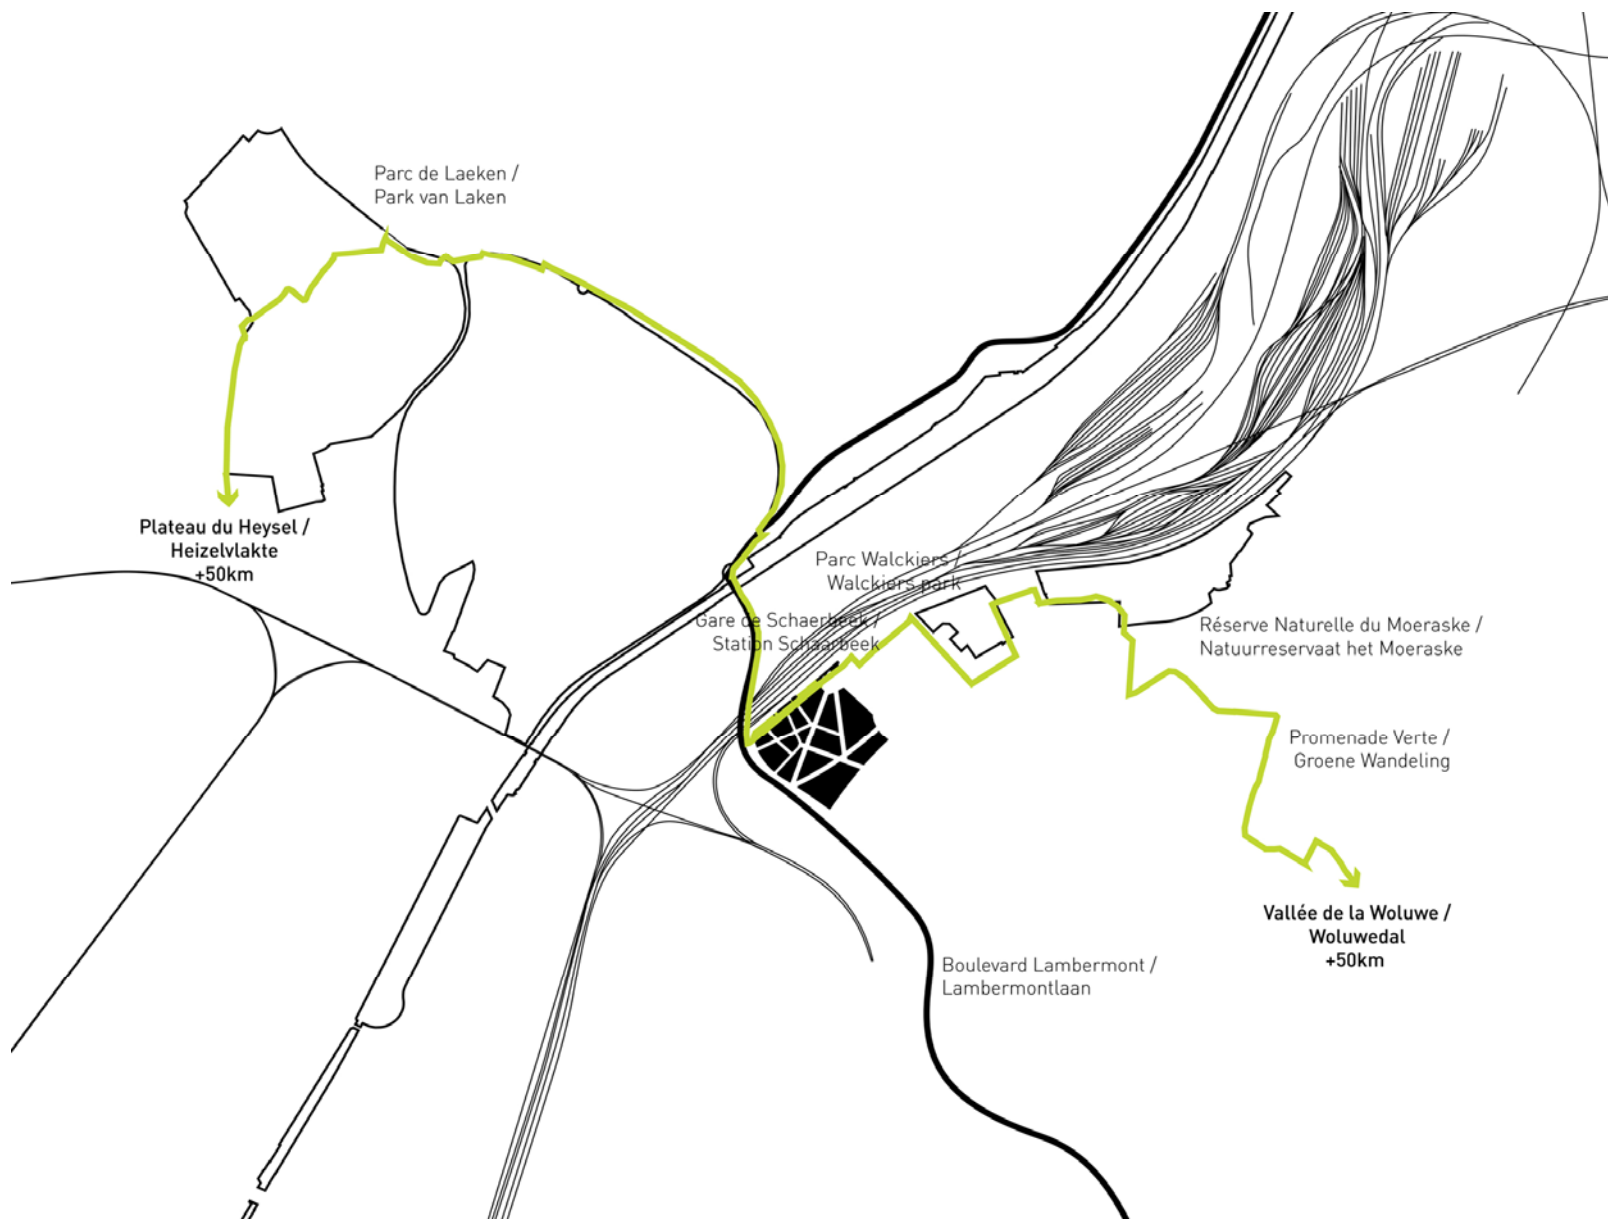 Parc de Laeken /
Park van Laken
Plateau du Heysel /
Heizelvlakte
+50km
Parc Walckiers /
Walckiers park
Gare de Schaerbeek /
Station Schaarbeek
Réserve Naturelle du Moeraske /
Natuurreservaat het Moeraske
Promenade Verte /
Groene Wandeling
Vallée de la Woluwe /
Woluwedal
+50km
Boulevard Lambermont /
Lambermontlaan